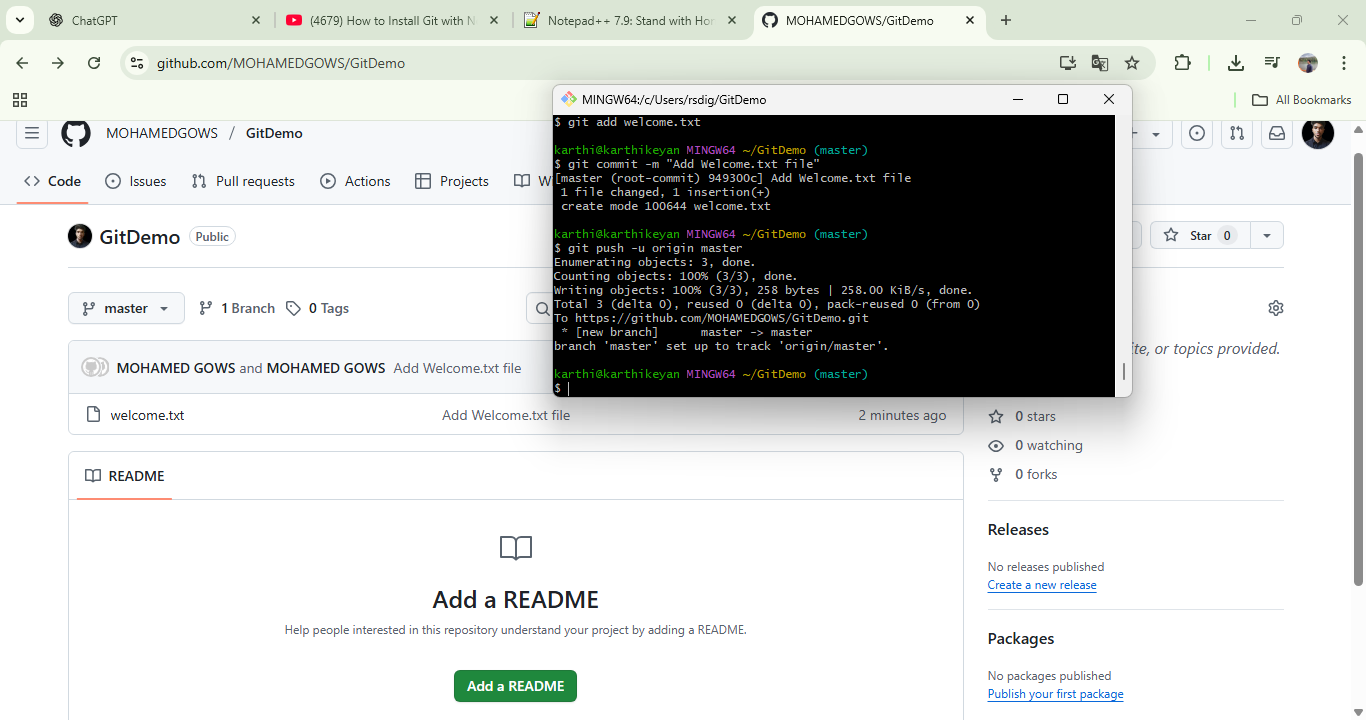 ChatGPT
(4679) How to Install Git with N
Notepad++ 7.9: Stand with Hon
MOHAMEDGOWS/GitDemo
github.com/MOHAMEDGOWS/GitDemo
All Bookmarks
MOHAMEDGOWS / GitDemo
Code
Issues
Pull requests
Actions
Projects
GitDemo
Public
Star 0
master
1 Branch
0 Tags
MOHAMED GOWS and MOHAMED GOWS Add Welcome.txt file
welcome.txt
Add Welcome.txt file
2 minutes ago
README
Add a README
Help people interested in this repository understand your project by adding a README.
Add a README
MINGW64:/c/Users/rsdig/GitDemo
$ git add welcome.txt
karthi@karthikeyan MINGW64 ~/GitDemo (master)
$ git commit -m "Add Welcome.txt file"
[master (root-commit) 949300c] Add Welcome.txt file
1 file changed, 1 insertion(+)
create mode 100644 welcome.txt
karthi@karthikeyan MINGW64 ~/GitDemo (master)
$ git push -u origin master
Enumerating objects: 3, done.
Counting objects: 100% (3/3), done.
Writing objects: 100% (3/3), 258 bytes | 258.00 KiB/s, done.
Total 3 (delta 0), reused 0 (delta 0), pack-reused 0 (from 0)
To https://github.com/MOHAMEDGOWS/GitDemo.git
* [new branch] master -> master
branch 'master' set up to track 'origin/master'.
karthi@karthikeyan MINGW64 ~/GitDemo (master)
$
te, or topics provided.
0 stars
0 watching
0 forks
Releases
No releases published
Create a new release
Packages
No packages published
Publish your first package